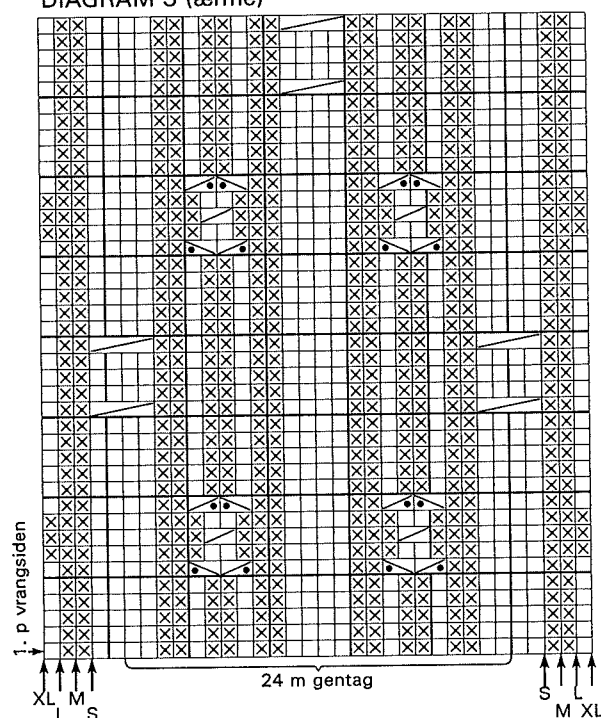 DIAGRAM 3 (ærme)
1. p vrangsiden
24 m gentag
XL L M S
S M L XL